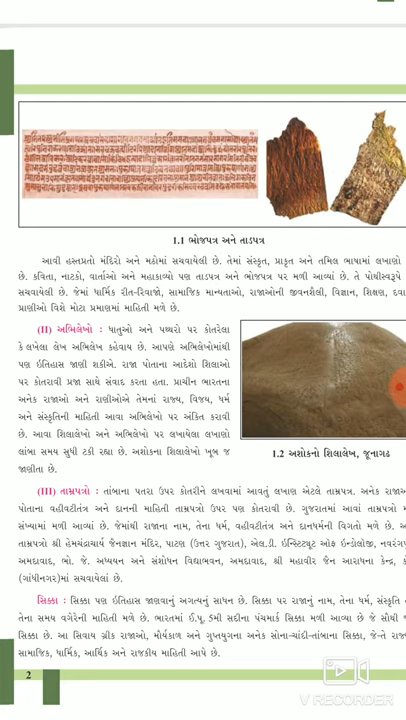 1.1 ભોજપત્ર અને તાડપત્ર
આવી હસ્તપ્રતો મંદિરો અને મઠોમાં સચવાયેલી છે. તેમાં સંસ્કૃત, પ્રાકૃત અને તમિલ ભાષામાં લખાણો
છે. કવિતા, નાટકો, વાર્તાઓ અને મહાકાવ્યો પણ તાડપત્ર અને ભોજપત્ર પર મળી આવ્યાં છે. તે પોથીસ્વરૂપે
સચવાયેલી છે. જેમાં ધાર્મિક રીત-રિવાજો, સામાજિક માન્યતાઓ, રાજાઓની જીવનશૈલી, વિજ્ઞાન, શિક્ષણ, દવા
પ્રાણીઓ વિશે મોટા પ્રમાણમાં માહિતી મળે છે.
(II) અભિલેખો : ધાતુઓ અને પથ્થરો પર કોતરેલા
કે લખેલા લેખ અભિલેખ કહેવાય છે. આપણે અભિલેખોમાંથી
પણ ઇતિહાસ જાણી શકીએ. રાજા પોતાના આદેશો શિલાઓ
પર કોતરાવી પ્રજા સાથે સંવાદ કરતા હતા. પ્રાચીન ભારતના
અનેક રાજાઓ અને રાણીઓએ તેમનાં રાજ્ય, વિજય, ધર્મ
અને સંસ્કૃતિની માહિતી આવા અભિલેખો પર અંકિત કરાવી
છે. આવા શિલાલેખો અને અભિલેખો પર લખાયેલા લખાણો
લાંબા સમય સુધી ટકી રહ્યા છે. અશોકના શિલાલેખો ખૂબ જ
જાણીતા છે.
1.2 અશોકનો શિલાલેખ, જૂનાગઢ
(III) તામ્રપત્રો : તાંબાના પતરા ઉપર કોતરીને લખવામાં આવતું લખાણ એટલે તામ્રપત્ર. અનેક રાજાઓ
પોતાના વહીવટીતંત્ર અને દાનની માહિતી તામ્રપત્રો ઉપર પણ કોતરાવી છે. ગુજરાતમાં આવાં તામ્રપત્રો મ
સંખ્યામાં મળી આવ્યાં છે. જેમાંથી રાજાના નામ, તેના ધર્મ, વહીવટીતંત્ર અને દાનધર્મની વિગતો મળે છે. આ
તામ્રપત્રો શ્રી હેમચંદ્રાચાર્ય જૈનજ્ઞાન મંદિર, પાટણ (ઉત્તર ગુજરાત), એલ.ડી. ઇન્સ્ટિટ્યૂટ ઓફ ઇન્ડોલોજી, નવરંગપુ
અમદાવાદ, ભો. જે. અધ્યયન અને સંશોધન વિદ્યાભવન, અમદાવાદ, શ્રી મહાવીર જૈન આરાધના કેન્દ્ર, કો
(ગાંધીનગર)માં સચવાયેલાં છે.
સિક્કા : સિક્કા પણ ઇતિહાસ જાણવાનું અગત્યનું સાધન છે. સિક્કા પર રાજાનું નામ, તેના ધર્મ, સંસ્કૃતિ
તેના સમય વગેરેની માહિતી મળે છે. ભારતમાં ઈ.પૂ. 5મી સદીના પંચમાર્ક સિક્કા મળી આવ્યા છે જે સૌથી જ
સિક્કા છે. આ સિવાય ગ્રીક રાજાઓ, મૌર્યકાળ અને ગુપ્તયુગના અનેક સોના-ચાંદી-તાંબાના સિક્કા, જે-તે રાજ
સામાજિક, ધાર્મિક, આર્થિક અને રાજકીય માહિતી આપે છે.
2
V RECORDER